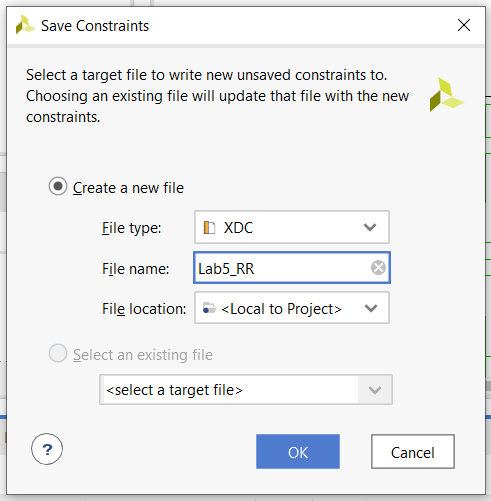 Save Constraints
Select a target file to write new unsaved constraints to.
Choosing an existing file will update that file with the new
constraints.
Create a new file
File type: XDC
File name: Lab5_RR
File location: <Local to Project>
Select an existing file
<select a target file>
? OK Cancel